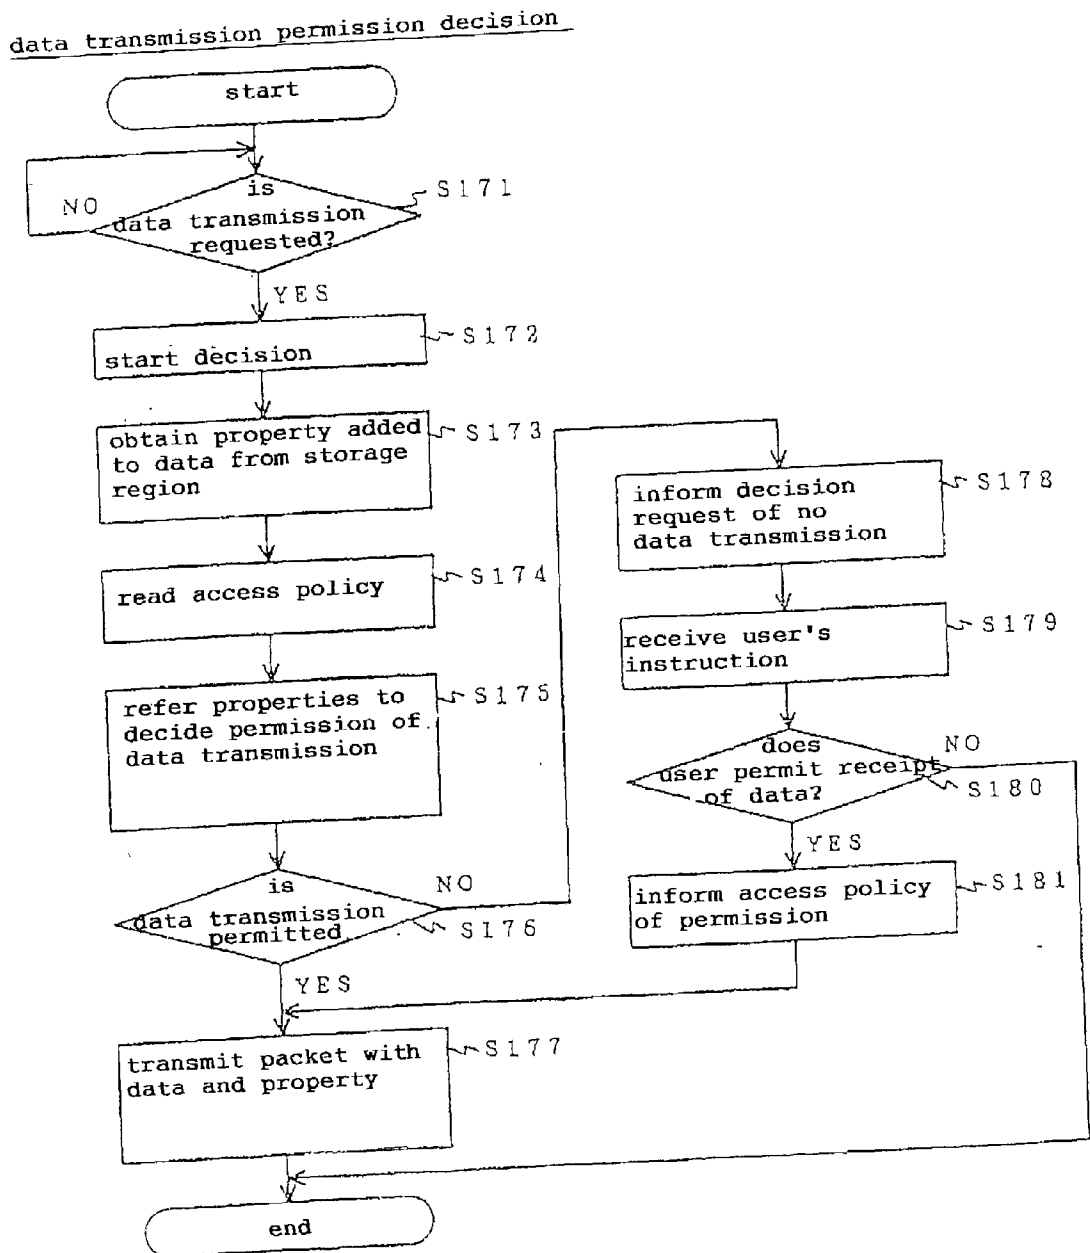 data transmission permission decision
start
is
data transmission
requested?
NO
S171
YES
start decision
S172
obtain property added
to data from storage
region
S173
read access policy
S174
refer properties to
decide permission of
data transmission
S175
is
data transmission
permitted
NO
S176
YES
transmit packet with
data and property
S177
inform decision
request of no
data transmission
S178
receive user's
instruction
S179
does
user permit receipt
of data?
NO
S180
YES
inform access policy
of permission
S181
end